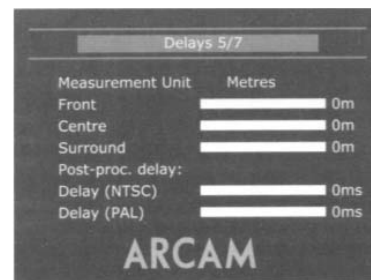 Delays 5/7
Measurement Unit Metres
Front 0m
Centre 0m
Surround 0m
Post-proc. delay:
Delay (NTSC) 0ms
Delay (PAL) 0ms
ARCAM